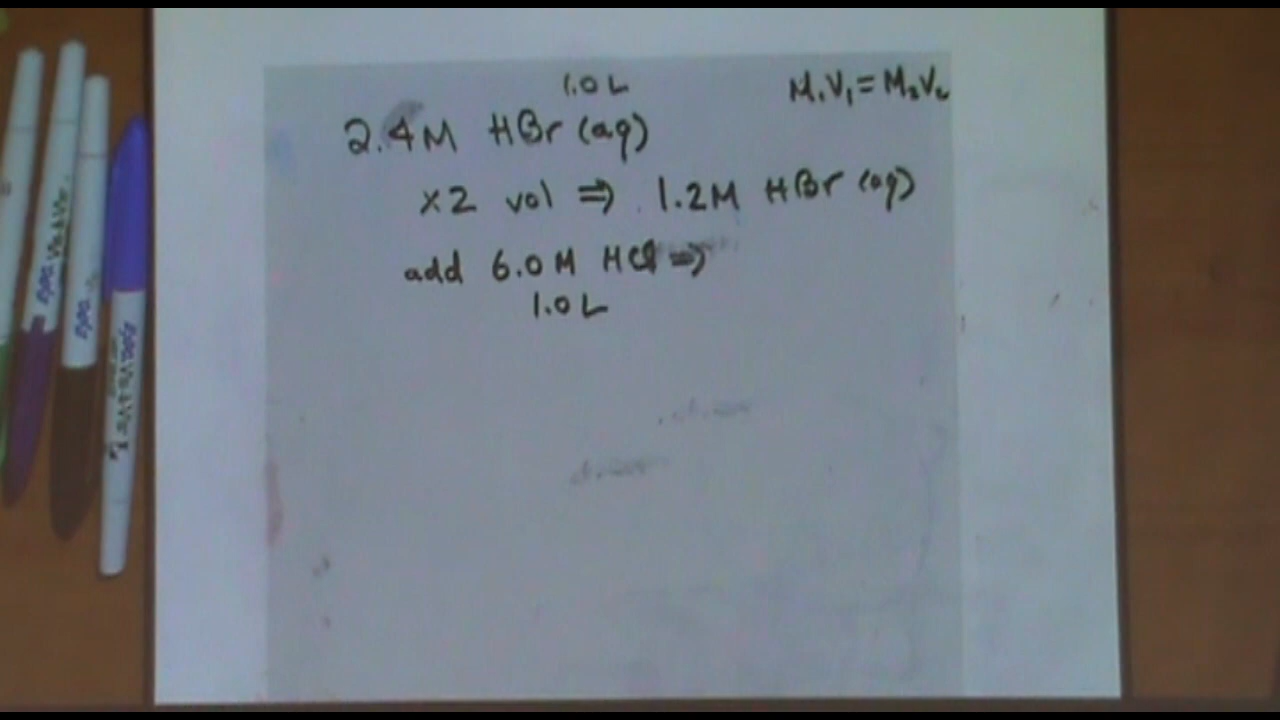 1.0 L
M₁V₁ = M₂V₂
2.4M HBr (aq)
x2 vol ⇒ 1.2M HBr (aq)
add 6.0M HCl ⇒
1.0 L